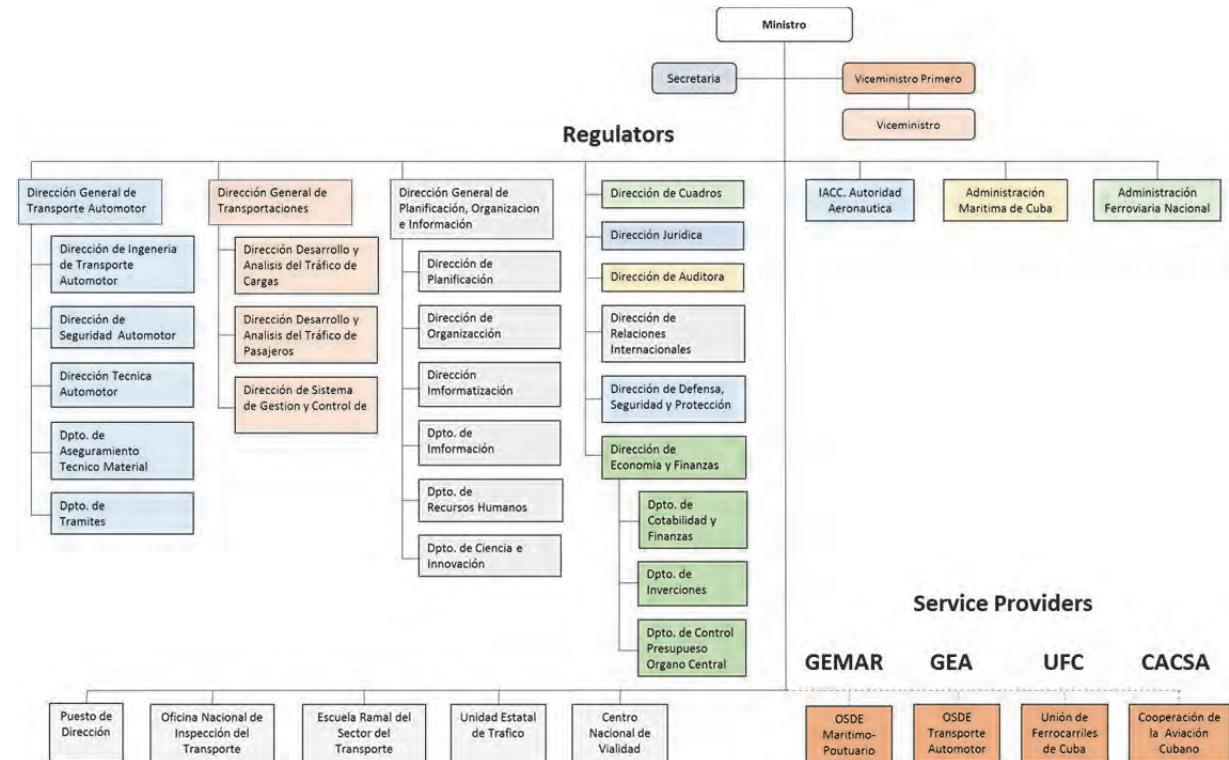 Ministro
Secretaria
Viceministro Primero
Viceministro
Regulators
Dirección General de
Transporte Automotor
Dirección de Ingeneria
de Transporte
Automotor
Dirección de
Seguridad Automotor
Dirección Tecnica
Automotor
Dpto. de
Aseguramiento
Tecnico Material
Dpto. de
Tramites
Dirección General de
Transportaciones
Dirección Desarrollo y
Analisis del Tráfico de
Cargas
Dirección Desarrollo y
Analisis del Tráfico de
Pasajeros
Dirección de Sistema
de Gestion y Control de
Dirección General de
Planificación, Organizacion
e Información
Dirección de
Planificación
Dirección de
Organizacción
Dirección
Imformatización
Dpto. de
Imformación
Dpto. de
Recursos Humanos
Dpto. de Ciencia e
Innovación
Dirección de Cuadros
Dirección Juridica
Dirección de Auditora
Dirección de
Relaciones
Internacionales
Dirección de Defensa,
Seguridad y Protección
Dirección de
Economia y Finanzas
Dpto. de
Cotabilidad y
Finanzas
Dpto. de
Inverciones
Dpto. de Control
Presupueso
Organo Central
IACC. Autoridad
Aeronautica
Administración
Maritima de Cuba
Administración
Ferroviaria Nacional
Service Providers
GEMAR
GEA
UFC
CACSA
Puesto de
Dirección
Oficina Nacional de
Inspección del
Transporte
Escuela Ramal del
Sector del
Transporte
Unidad Estatal
de Trafico
Centro
Nacional de
Vialidad
OSDE
Maritimo-
Poutuario
OSDE
Transporte
Automotor
Unión de
Ferrocarriles
de Cuba
Cooperación de
la Aviación
Cubano